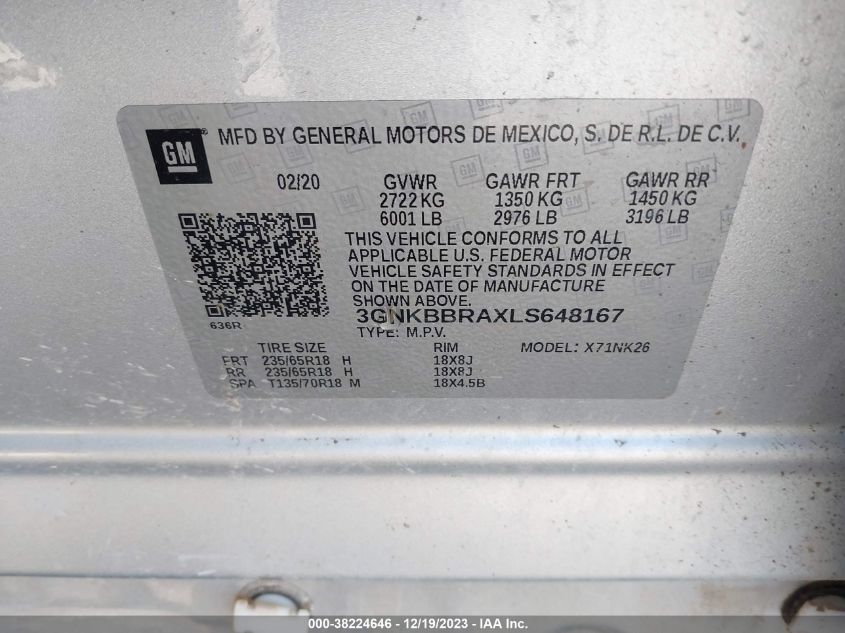 GM MFD BY GENERAL MOTORS DE MEXICO, S. DE R.L. DE C.V.
02/20 GVWR GAWR FRT GAWR RR
2722 KG 1350 KG 1450 KG
6001 LB 2976 LB 3196 LB
THIS VEHICLE CONFORMS TO ALL
APPLICABLE U.S. FEDERAL MOTOR
VEHICLE SAFETY STANDARDS IN EFFECT
ON THE DATE OF MANUFACTURE
SHOWN ABOVE.
3GNKBBRAXLS648167
636R TYPE: M.P.V.
TIRE SIZE RIM MODEL: X71NK26
FRT 235/65R18 H 18X8J
RR 235/65R18 H 18X8J
SPA T135/70R18 M 18X4.5B
000-38224646 - 12/19/2023 - IAA Inc.